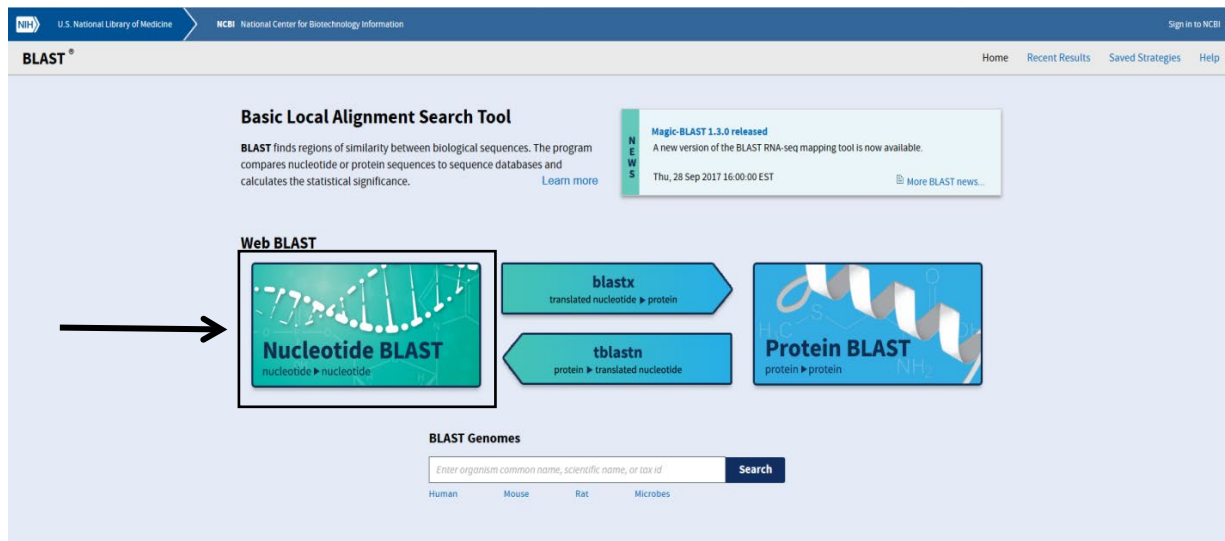 NIH U.S. National Library of Medicine NCBI National Center for Biotechnology Information Sign in to NCBI
BLAST ® Home Recent Results Saved Strategies Help
Basic Local Alignment Search Tool
BLAST finds regions of similarity between biological sequences. The program
compares nucleotide or protein sequences to sequence databases and
calculates the statistical significance. Learn more
NEWS
Magic-BLAST 1.3.0 released
A new version of the BLAST RNA-seq mapping tool is now available.
Thu, 28 Sep 2017 16:00:00 EST
More BLAST news...
Web BLAST
Nucleotide BLAST
nucleotide ▶ nucleotide
blastx
translated nucleotide ▶ protein
tblastn
protein ▶ translated nucleotide
H₃C
S
O
OH
NH₂
Protein BLAST
protein ▶ protein
BLAST Genomes
Enter organism common name, scientific name, or tax id Search
Human Mouse Rat Microbes